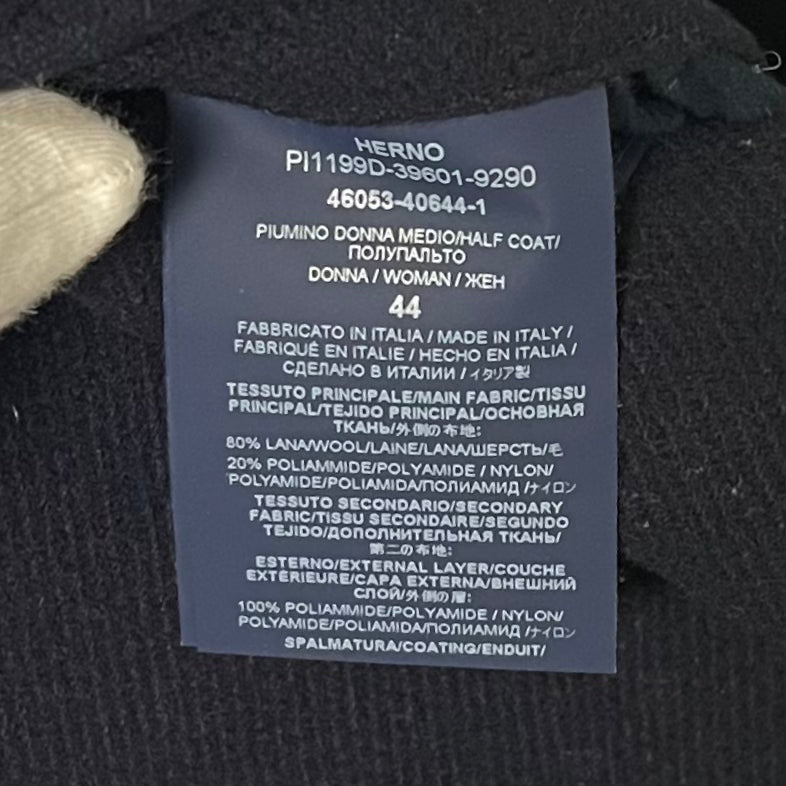 HERNO
PI1199D-39601-9290
46053-40644-1
PIUMINO DONNA MEDIO/HALF COAT/
ПОЛУПАЛЬТО
DONNA / WOMAN / ЖЕН
44
FABBRICATO IN ITALIA / MADE IN ITALY /
FABRIQUÉ EN ITALIE / HECHO EN ITALIA /
СДЕЛАНО В ИТАЛИИ / イタリア製
TESSUTO PRINCIPALE/MAIN FABRIC/TISSU
PRINCIPAL/TEJIDO PRINCIPAL/ОСНОВНАЯ
ТКАНЬ/外側の布地:
80% LANA/WOOL/LAINE/LANA/ШЕРСТЬ/毛
20% POLIAMMIDE/POLYAMIDE / NYLON/
POLYAMIDE/POLIAMIDA/ПОЛИАМИД /ナイロン
TESSUTO SECONDARIO/SECONDARY
FABRIC/TISSU SECONDAIRE/SEGUNDO
TEJIDO/ДОПОЛНИТЕЛЬНАЯ ТКАНЬ/
第二の布地:
ESTERNO/EXTERNAL LAYER/COUCHE
EXTÉRIEURE/CAPA EXTERNA/ВНЕШНИЙ
СЛОЙ/外側の層:
100% POLIAMMIDE/POLYAMIDE / NYLON/
POLYAMIDE/POLIAMIDA/ПОЛИАМИД /ナイロン
SPALMATURA/COATING/ENDUIT/